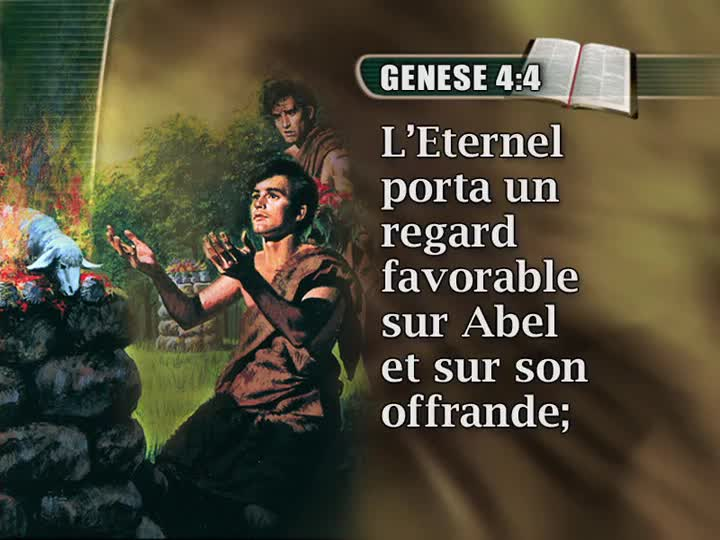 GENESE 4:4
L'Eternel
porta un
regard
favorable
sur Abel
et sur son
offrande;